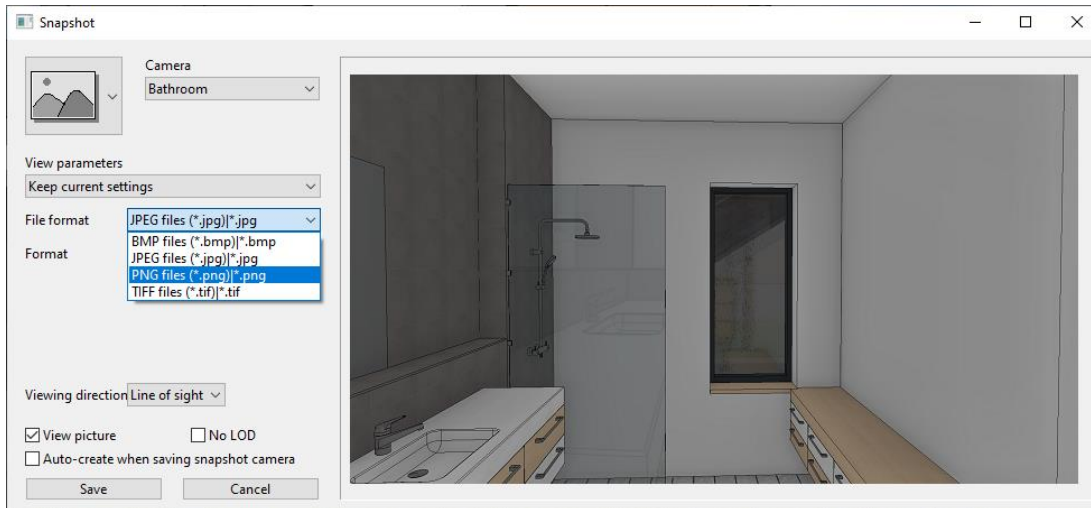 Snapshot
Camera
Bathroom
View parameters
Keep current settings
File format JPEG files (*.jpg)|*.jpg
BMP files (*.bmp)|*.bmp
Format
JPEG files (*.jpg)|*.jpg
PNG files (*.png)|*.png
TIFF files (*.tif)|*.tif
Viewing direction Line of sight
View picture No LOD
Auto-create when saving snapshot camera
Save Cancel